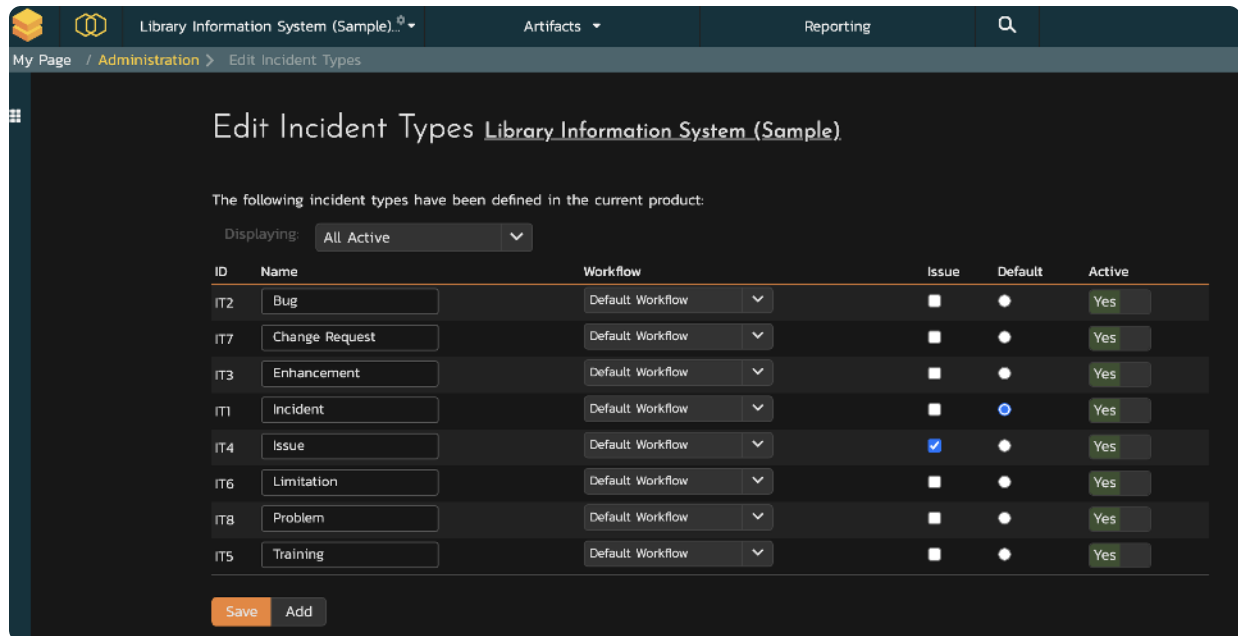 Library Information System (Sample)... Artifacts Reporting
My Page / Administration > Edit Incident Types
Edit Incident Types Library Information System (Sample)
The following incident types have been defined in the current product:
Displaying: All Active
ID Name Workflow Issue Default Active
IT2 Bug Default Workflow Yes
IT7 Change Request Default Workflow Yes
IT3 Enhancement Default Workflow Yes
IT1 Incident Default Workflow Yes
IT4 Issue Default Workflow Yes
IT6 Limitation Default Workflow Yes
IT8 Problem Default Workflow Yes
IT5 Training Default Workflow Yes
Save Add